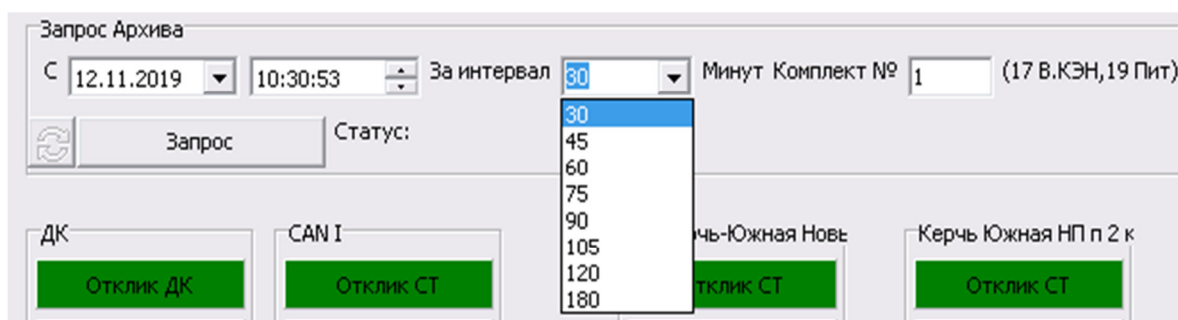 Запрос Архива
С 12.11.2019 10:30:53 За интервал 30 Минут Комплект № 1 (17 В.КЭН,19 Пит)
Запрос Статус:
30
45
60
75
90
105
120
180
ДК CAN I чь-Южная Новь Керчь Южная НП п 2 к
Отклик ДК Отклик СТ тклик СТ Отклик СТ